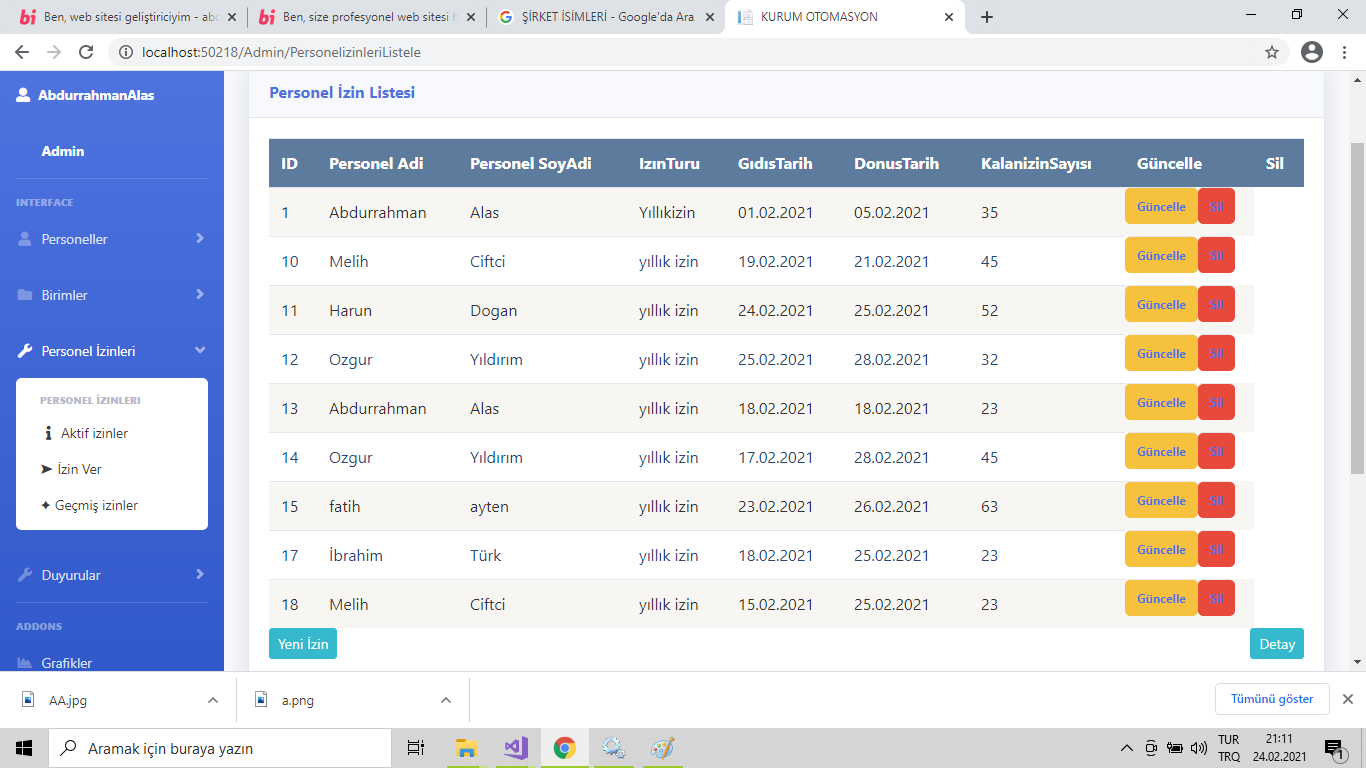 Ben, web sitesi geliştiriciyim - abd
Ben, size profesyonel web sitesi h
ŞİRKET İSİMLERİ - Google'da Ara
KURUM OTOMASYON
localhost:50218/Admin/PersonelizinleriListele
AbdurrahmanAlas
Admin
INTERFACE
Personeller
Birimler
Personel İzinleri
PERSONEL İZINLERI
Aktif izinler
İzin Ver
Geçmiş izinler
Duyurular
ADDONS
Grafikler
Personel İzin Listesi
ID Personel Adi Personel SoyAdi IzınTuru GıdısTarih DonusTarih KalanizinSayısı Güncelle Sil
1 Abdurrahman Alas Yıllıkizin 01.02.2021 05.02.2021 35 Güncelle Sil
10 Melih Ciftci yıllık izin 19.02.2021 21.02.2021 45 Güncelle Sil
11 Harun Dogan yıllık izin 24.02.2021 25.02.2021 52 Güncelle Sil
12 Ozgur Yıldırım yıllık izin 25.02.2021 28.02.2021 32 Güncelle Sil
13 Abdurrahman Alas yıllık izin 18.02.2021 18.02.2021 23 Güncelle Sil
14 Ozgur Yıldırım yıllık izin 17.02.2021 28.02.2021 45 Güncelle Sil
15 fatih ayten yıllık izin 23.02.2021 26.02.2021 63 Güncelle Sil
17 İbrahim Türk yıllık izin 18.02.2021 25.02.2021 23 Güncelle Sil
18 Melih Ciftci yıllık izin 15.02.2021 25.02.2021 23 Güncelle Sil
Yeni İzin Detay
AA.jpg
a.png
Tümünü göster
Aramak için buraya yazın
TUR
TRQ
21:11
24.02.2021
1